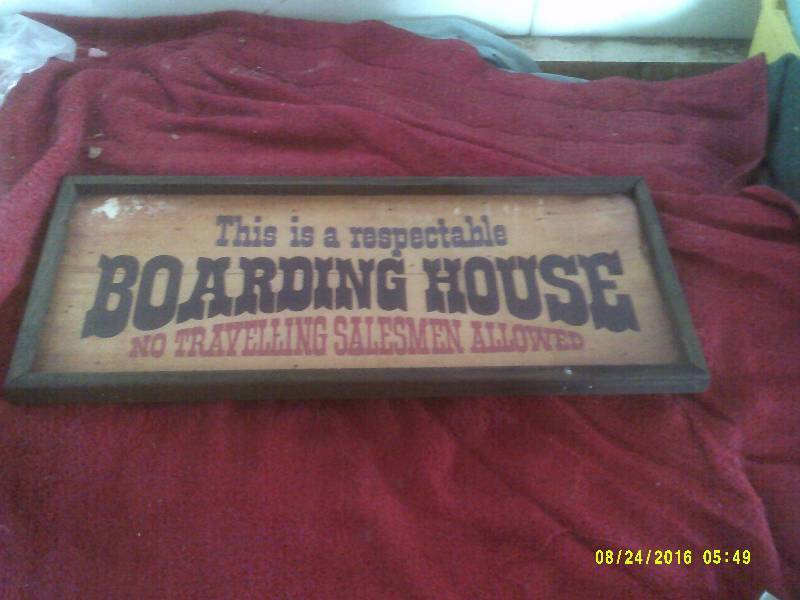 This is a respectable
BOARDING HOUSE
NO TRAVELLING SALESMEN ALLOWED
08/24/2016 05:49